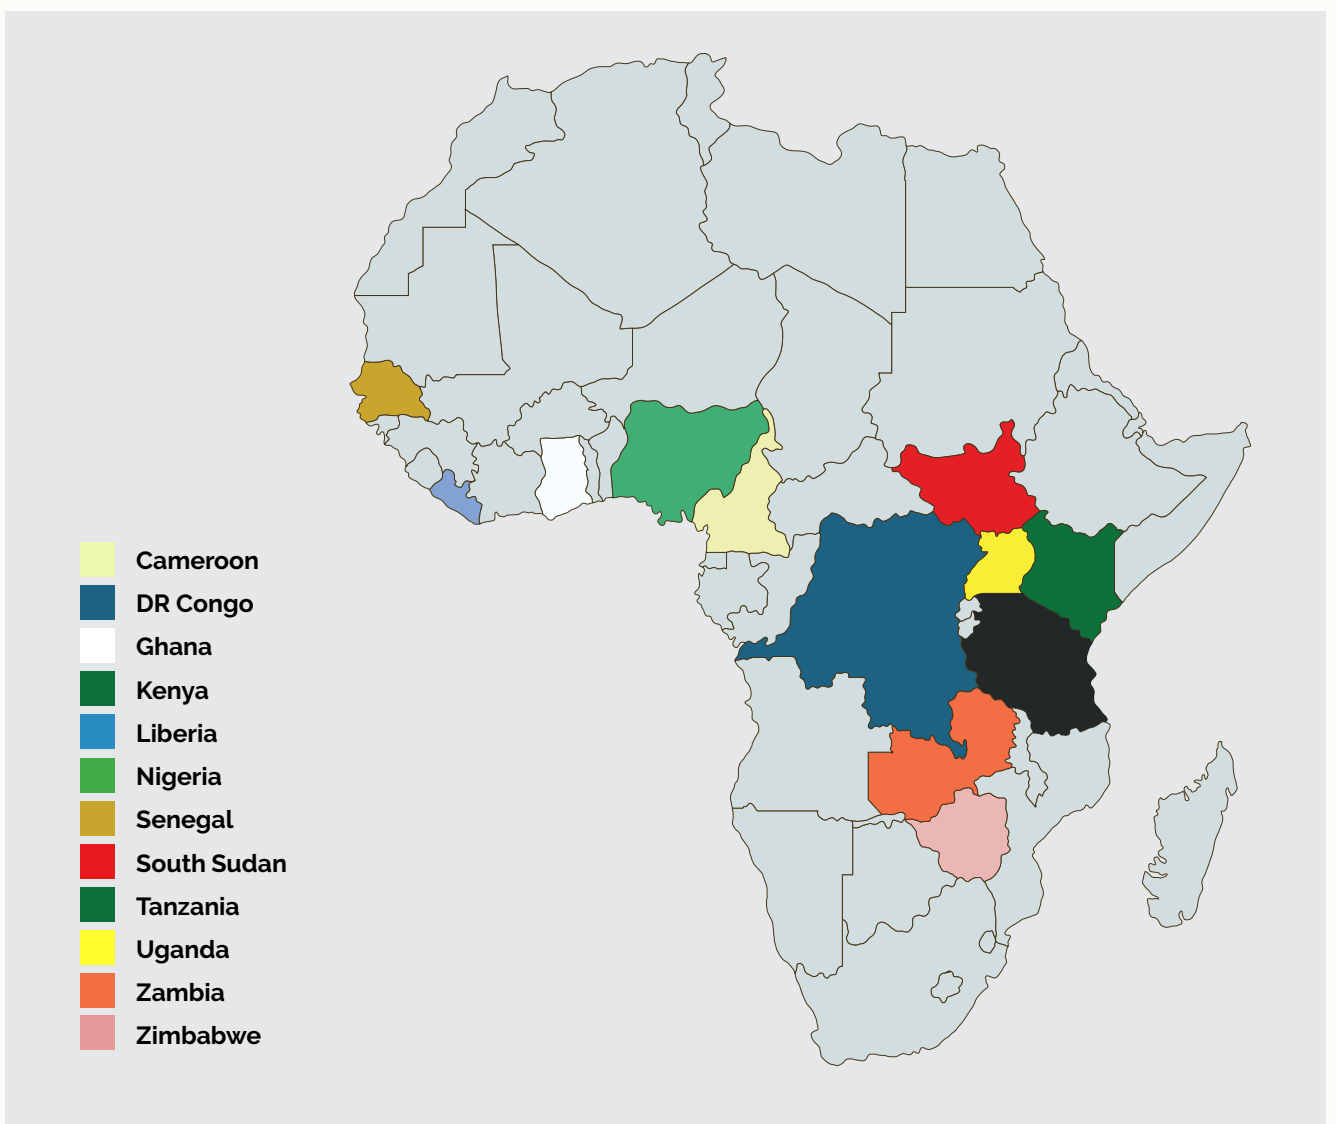 Cameroon
DR Congo
Ghana
Kenya
Liberia
Nigeria
Senegal
South Sudan
Tanzania
Uganda
Zambia
Zimbabwe